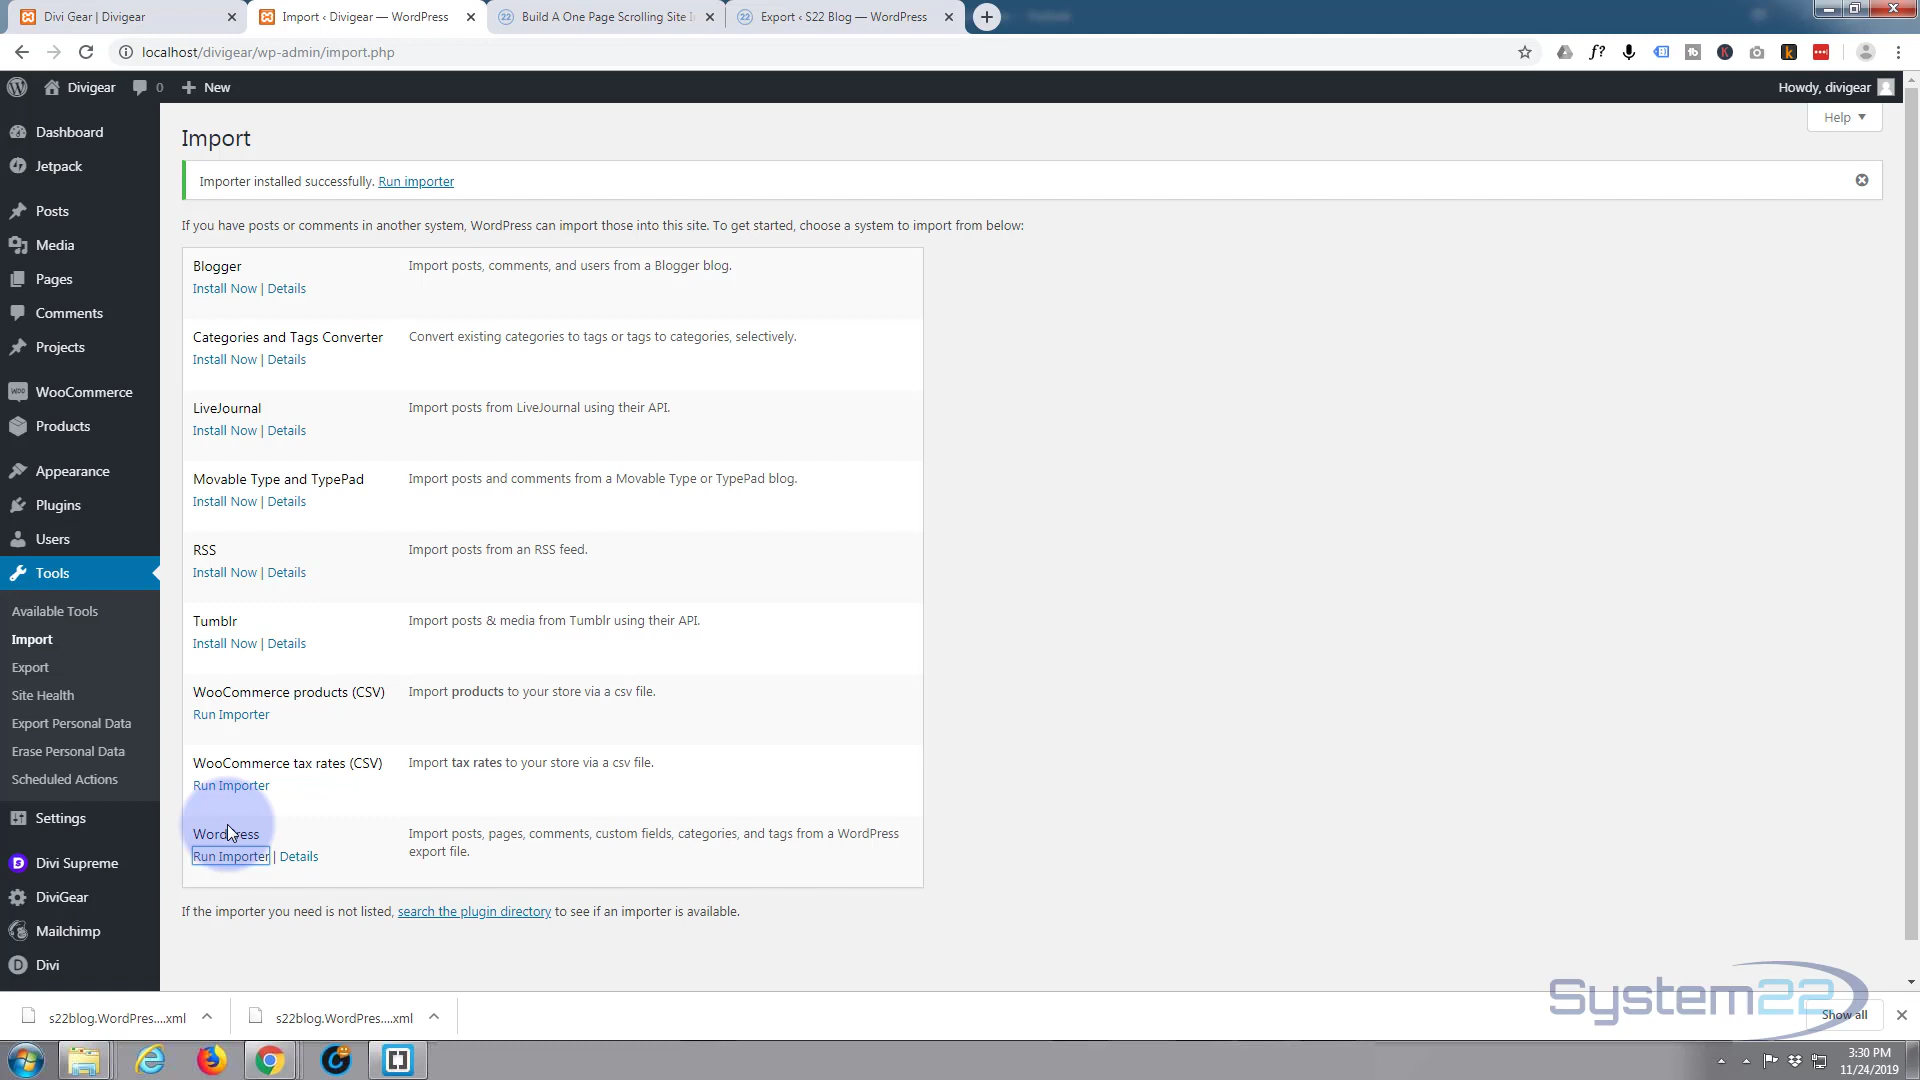 Divi Gear | Divigear
Import ‹ Divigear — WordPress
Build A One Page Scrolling Site I
Export ‹ S22 Blog — WordPress
localhost/divigear/wp-admin/import.php
Divigear 0 New
Howdy, divigear
Dashboard
Jetpack
Posts
Media
Pages
Comments
Projects
WooCommerce
Products
Appearance
Plugins
Users
Tools
Available Tools
Import
Export
Site Health
Export Personal Data
Erase Personal Data
Scheduled Actions
Settings
Divi Supreme
DiviGear
Mailchimp
Divi
Help
Import
Importer installed successfully. Run importer
If you have posts or comments in another system, WordPress can import those into this site. To get started, choose a system to import from below:
Blogger Import posts, comments, and users from a Blogger blog.
Install Now | Details
Categories and Tags Converter Convert existing categories to tags or tags to categories, selectively.
Install Now | Details
LiveJournal Import posts from LiveJournal using their API.
Install Now | Details
Movable Type and TypePad Import posts and comments from a Movable Type or TypePad blog.
Install Now | Details
RSS Import posts from an RSS feed.
Install Now | Details
Tumblr Import posts & media from Tumblr using their API.
Install Now | Details
WooCommerce products (CSV) Import products to your store via a csv file.
Run Importer
WooCommerce tax rates (CSV) Import tax rates to your store via a csv file.
Run Importer
WordPress Import posts, pages, comments, custom fields, categories, and tags from a WordPress
Run Importer | Details export file.
If the importer you need is not listed, search the plugin directory to see if an importer is available.
System22
s22blog.WordPres....xml
s22blog.WordPres....xml
Show all
3:30 PM
11/24/2019